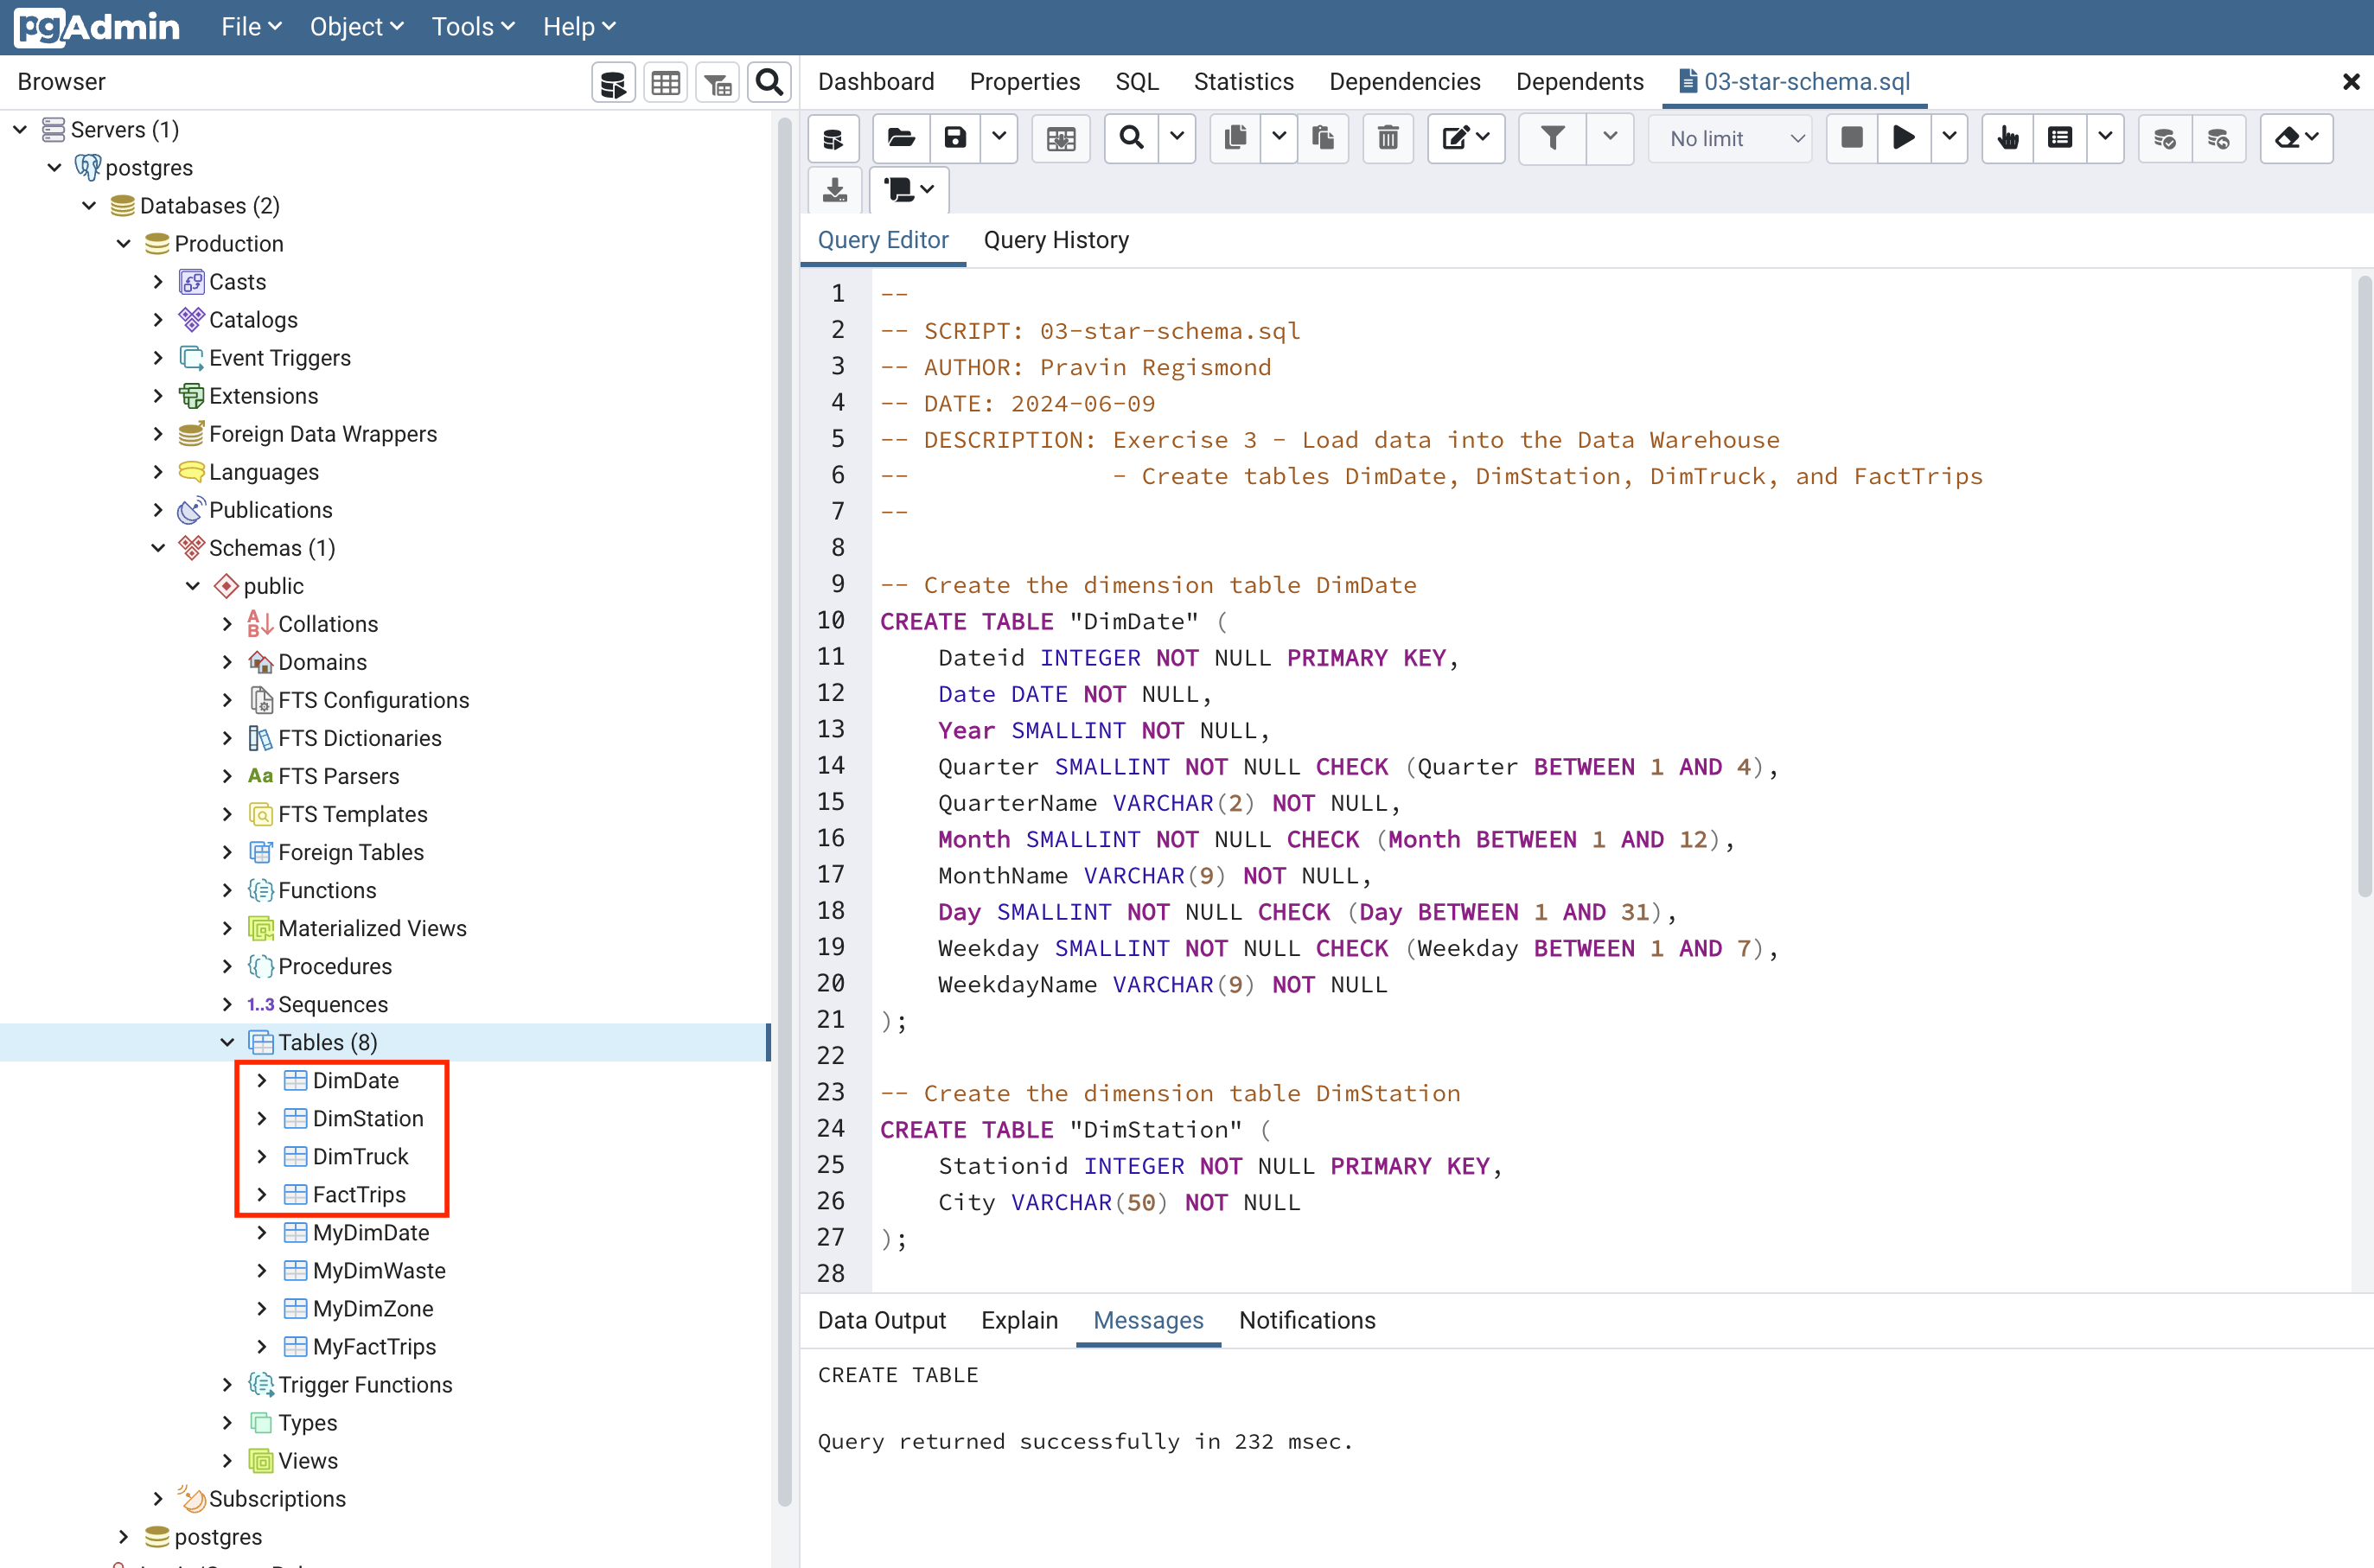 pgAdmin File Object Tools Help
Browser
Servers (1)
postgres
Databases (2)
Production
Casts
Catalogs
Event Triggers
Extensions
Foreign Data Wrappers
Languages
Publications
Schemas (1)
public
Collations
Domains
FTS Configurations
FTS Dictionaries
Aa FTS Parsers
FTS Templates
Foreign Tables
Functions
Materialized Views
Procedures
1..3 Sequences
Tables (8)
DimDate
DimStation
DimTruck
FactTrips
MyDimDate
MyDimWaste
MyDimZone
MyFactTrips
Trigger Functions
Types
Views
Subscriptions
postgres
Dashboard Properties SQL Statistics Dependencies Dependents 03-star-schema.sql
No limit
Query Editor Query History
1 --
2 -- SCRIPT: 03-star-schema.sql
3 -- AUTHOR: Pravin Regismond
4 -- DATE: 2024-06-09
5 -- DESCRIPTION: Exercise 3 - Load data into the Data Warehouse
6 -- - Create tables DimDate, DimStation, DimTruck, and FactTrips
7 --
8
9 -- Create the dimension table DimDate
10 CREATE TABLE "DimDate" (
11 Dateid INTEGER NOT NULL PRIMARY KEY,
12 Date DATE NOT NULL,
13 Year SMALLINT NOT NULL,
14 Quarter SMALLINT NOT NULL CHECK (Quarter BETWEEN 1 AND 4),
15 QuarterName VARCHAR(2) NOT NULL,
16 Month SMALLINT NOT NULL CHECK (Month BETWEEN 1 AND 12),
17 MonthName VARCHAR(9) NOT NULL,
18 Day SMALLINT NOT NULL CHECK (Day BETWEEN 1 AND 31),
19 Weekday SMALLINT NOT NULL CHECK (Weekday BETWEEN 1 AND 7),
20 WeekdayName VARCHAR(9) NOT NULL
21 );
22
23 -- Create the dimension table DimStation
24 CREATE TABLE "DimStation" (
25 Stationid INTEGER NOT NULL PRIMARY KEY,
26 City VARCHAR(50) NOT NULL
27 );
28
Data Output Explain Messages Notifications
CREATE TABLE
Query returned successfully in 232 msec.